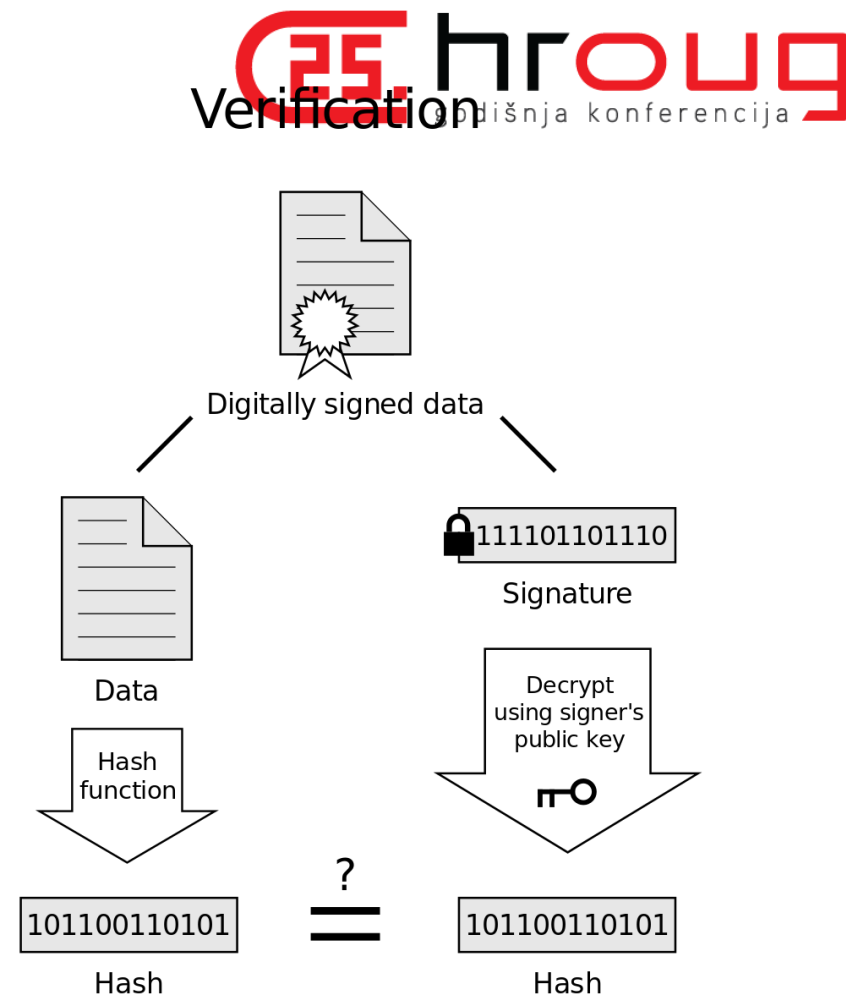 25.
hroug
Verification
godišnja konferencija
Digitally signed data
111101101110
Signature
Data
Decrypt
using signer's
public key
Hash
function
?
=
101100110101
101100110101
Hash
Hash